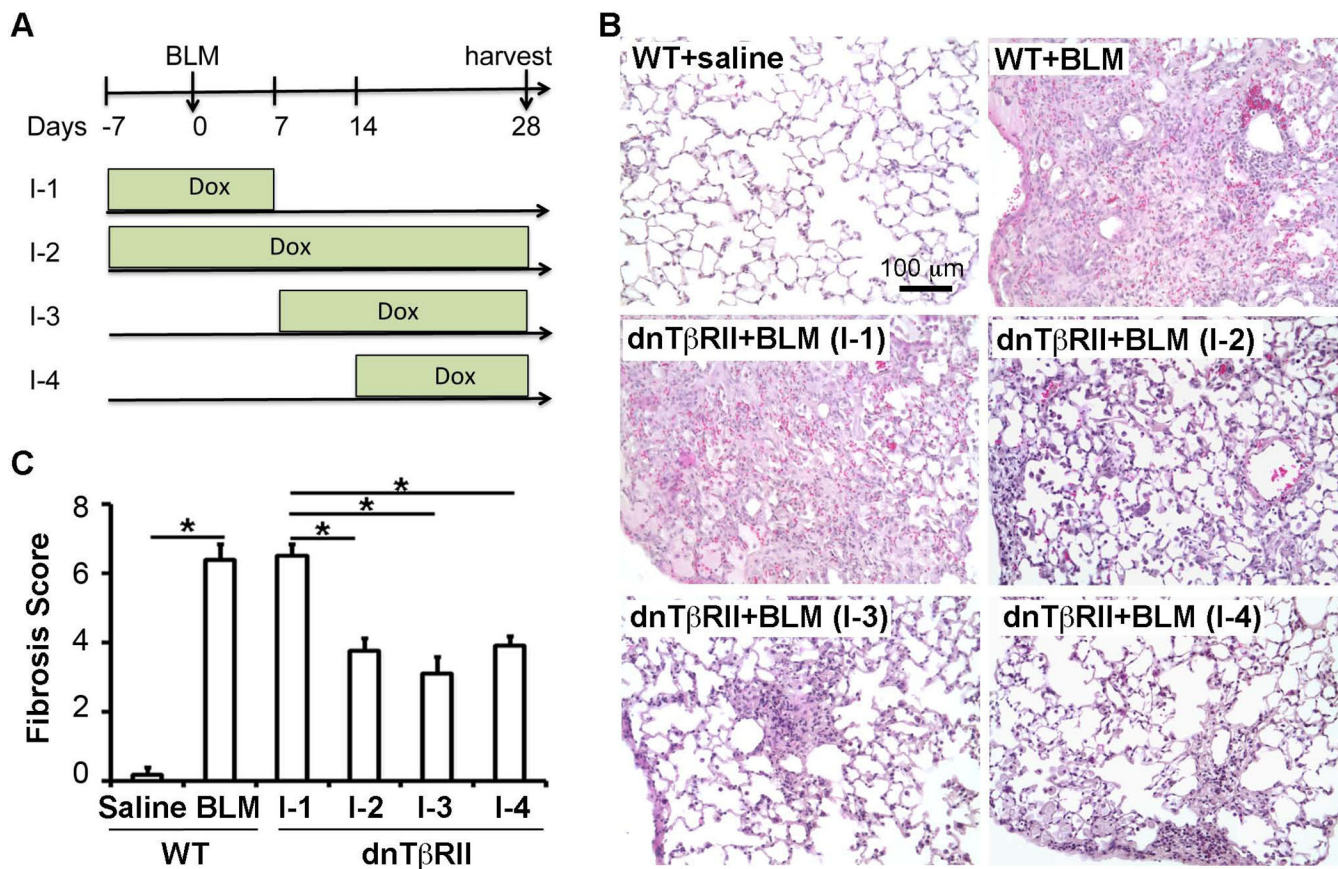 A
BLM
harvest
Days -7 0 7 14 28
I-1 Dox
I-2 Dox
I-3 Dox
I-4 Dox
B
WT+saline
100 μm
WT+BLM
dnTβRII+BLM (I-1)
dnTβRII+BLM (I-2)
dnTβRII+BLM (I-3)
dnTβRII+BLM (I-4)
C
Fibrosis Score
8
6
4
2
0
*
*
*
*
Saline BLM I-1 I-2 I-3 I-4
WT dnTβRII